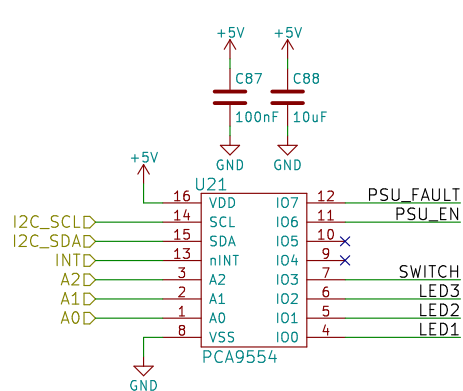 +5V +5V
C87 C88
100nF 10uF
GND GND
+5V
U21
16 VDD IO7 12 PSU_FAULT
I2C_SCL 14 SCL IO6 11 PSU_EN
I2C_SDA 15 SDA IO5 10
INT 13 nINT IO4 9
A2 3 A2 IO3 7 SWITCH
A1 2 A1 IO2 6 LED3
A0 1 A0 IO1 5 LED2
8 VSS IO0 4 LED1
PCA9554
GND